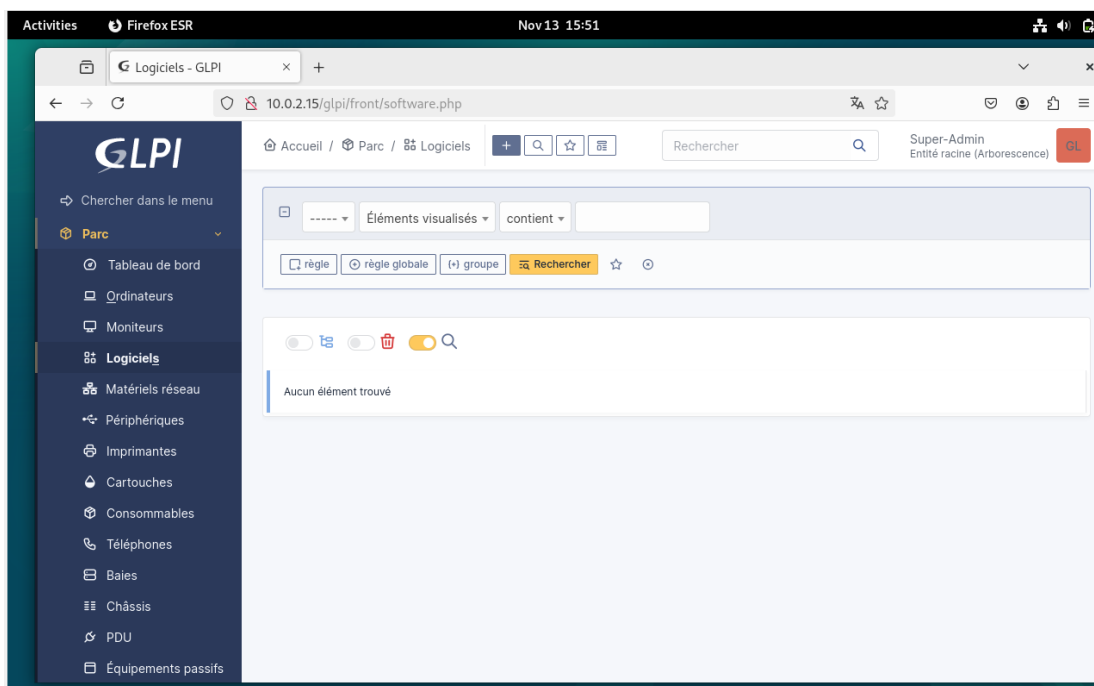 Activities Firefox ESR Nov 13 15:51
Logiciels - GLPI
10.0.2.15/glpi/front/software.php
GLPI
Accueil / Parc / Logiciels
Rechercher
Super-Admin
Entité racine (Arborescence)
GL
Chercher dans le menu
Parc
Tableau de bord
Ordinateurs
Moniteurs
Logiciels
Matériels réseau
Périphériques
Imprimantes
Cartouches
Consommables
Téléphones
Baies
Châssis
PDU
Équipements passifs
----- Éléments visualisés contient
règle règle globale (+) groupe Rechercher
Aucun élément trouvé